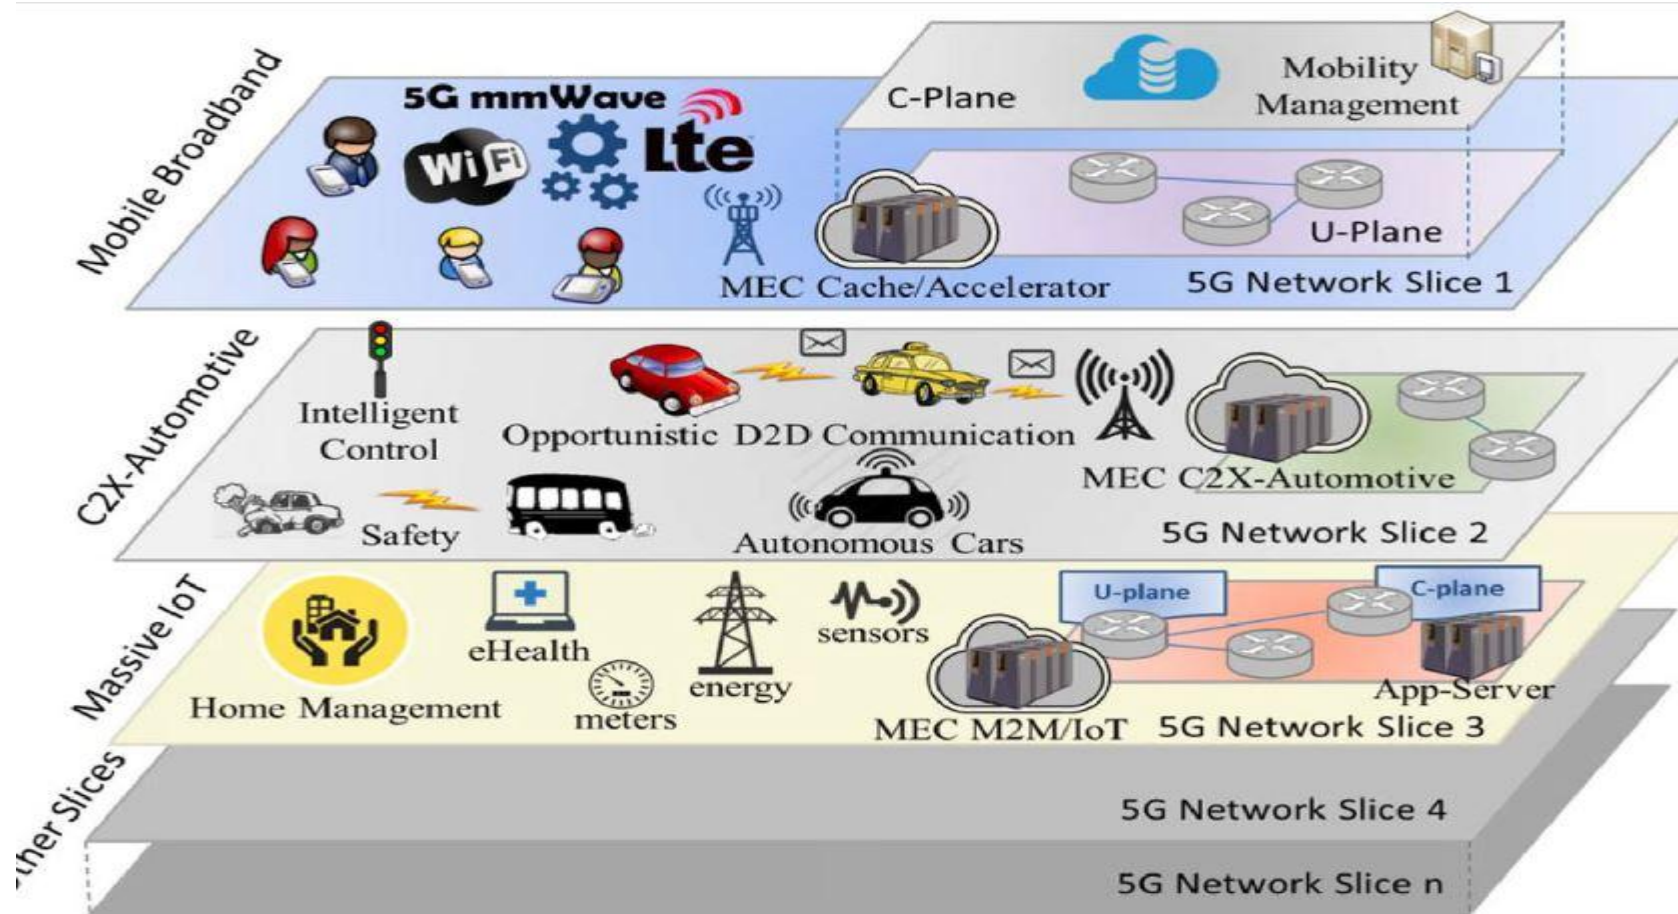 Mobile Broadband
5G mmWave
WiFi
Lte
C-Plane
Mobility
Management
U-Plane
MEC Cache/Accelerator
5G Network Slice 1
C2X-Automotive
Intelligent
Control
Opportunistic D2D Communication
MEC C2X-Automotive
Safety
Autonomous Cars
5G Network Slice 2
Massive IoT
Home Management
eHealth
meters
energy
sensors
U-plane
C-plane
App-Server
MEC M2M/IoT
5G Network Slice 3
ther Slices
5G Network Slice 4
5G Network Slice n